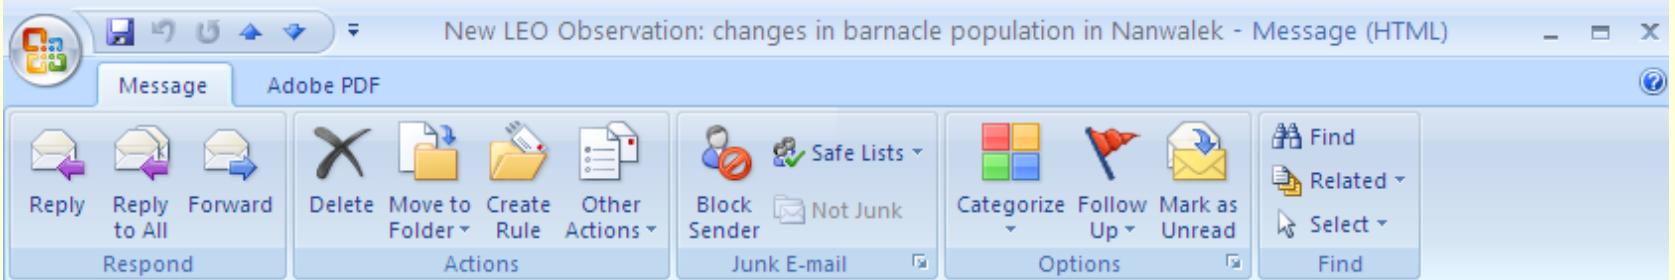 New LEO Observation: changes in barnacle population in Nanwalek - Message (HTML)
Message Adobe PDF
Reply
Reply to All
Forward
Respond
Delete
Move to Folder
Create Rule
Other Actions
Actions
Block Sender
Safe Lists
Not Junk
Junk E-mail
Categorize
Follow Up
Mark as Unread
Options
Find
Related
Select
Find